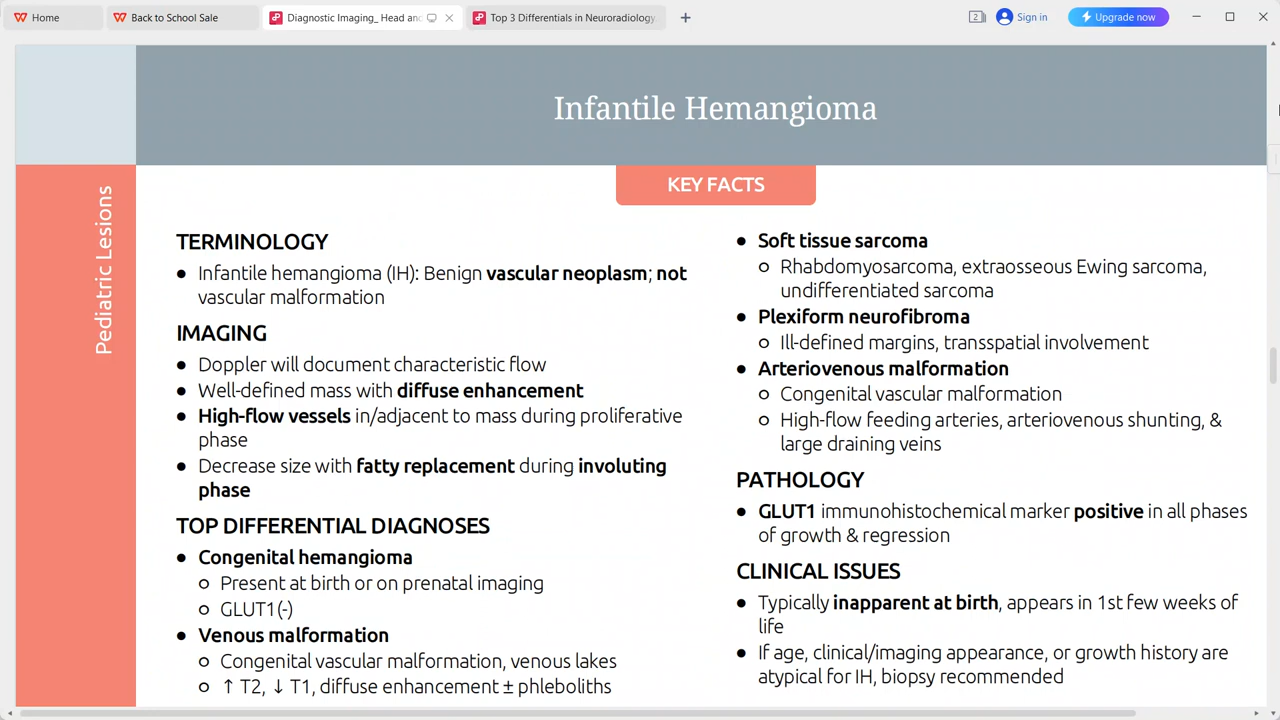 Home
Back to School Sale
Diagnostic Imaging_ Head and
Top 3 Differentials in Neuroradiology
2
Sign in
Upgrade now
Infantile Hemangioma
Pediatric Lesions
KEY FACTS
TERMINOLOGY
• Infantile hemangioma (IH): Benign vascular neoplasm; not
vascular malformation
IMAGING
• Doppler will document characteristic flow
• Well-defined mass with diffuse enhancement
• High-flow vessels in/adjacent to mass during proliferative
phase
• Decrease size with fatty replacement during involuting
phase
TOP DIFFERENTIAL DIAGNOSES
• Congenital hemangioma
○ Present at birth or on prenatal imaging
○ GLUT1(-)
• Venous malformation
○ Congenital vascular malformation, venous lakes
○ ↑ T2, ↓ T1, diffuse enhancement ± phleboliths
• Soft tissue sarcoma
○ Rhabdomyosarcoma, extraosseous Ewing sarcoma,
undifferentiated sarcoma
• Plexiform neurofibroma
○ Ill-defined margins, transspatial involvement
• Arteriovenous malformation
○ Congenital vascular malformation
○ High-flow feeding arteries, arteriovenous shunting, &
large draining veins
PATHOLOGY
• GLUT1 immunohistochemical marker positive in all phases
of growth & regression
CLINICAL ISSUES
• Typically inapparent at birth, appears in 1st few weeks of
life
• If age, clinical/imaging appearance, or growth history are
atypical for IH, biopsy recommended